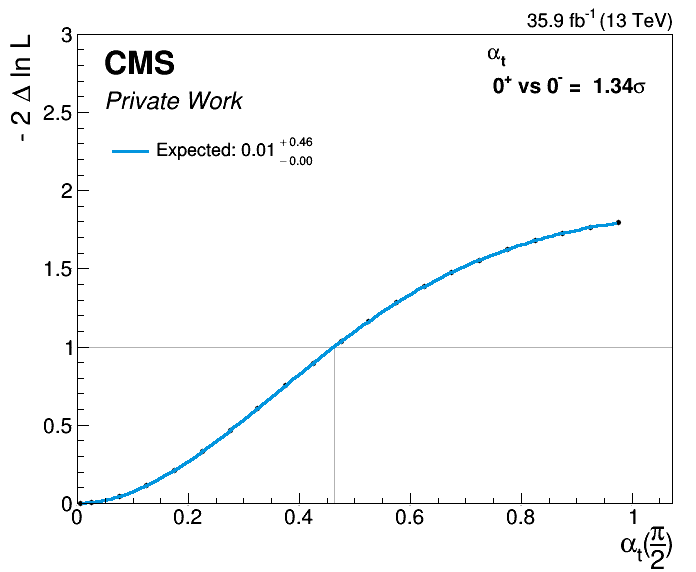 35.9 fb⁻¹ (13 TeV)
- 2 Δ ln L
3
2.5
2
1.5
1
0.5
0
CMS
Private Work
Expected: 0.01 +0.46 −0.00
αt
0⁺ vs 0⁻ = 1.34σ
0 0.2 0.4 0.6 0.8 1
αt(π/2)